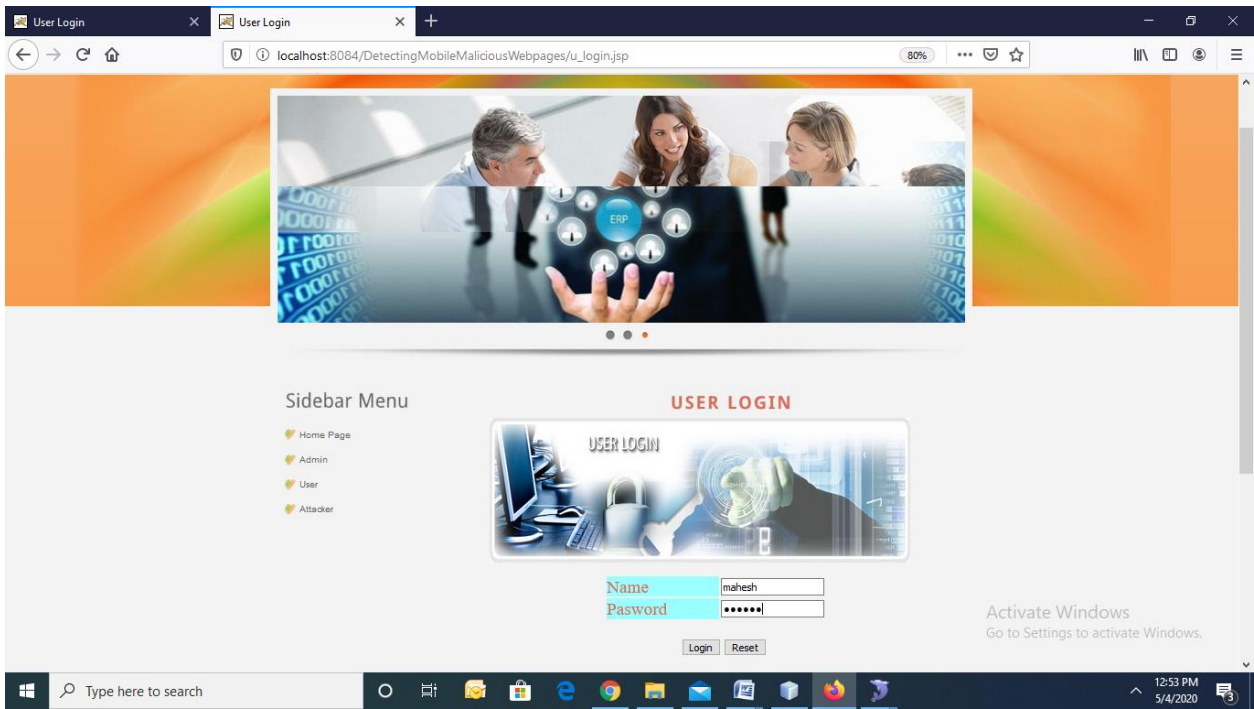 User Login
User Login
localhost:8084/DetectingMobileMaliciousWebpages/u_login.jsp
80%
ERP
Sidebar Menu
Home Page
Admin
User
Attacker
USER LOGIN
USER LOGIN
Name mahesh
Pasword ••••••
Login Reset
Activate Windows
Go to Settings to activate Windows.
Type here to search
12:53 PM
5/4/2020
3